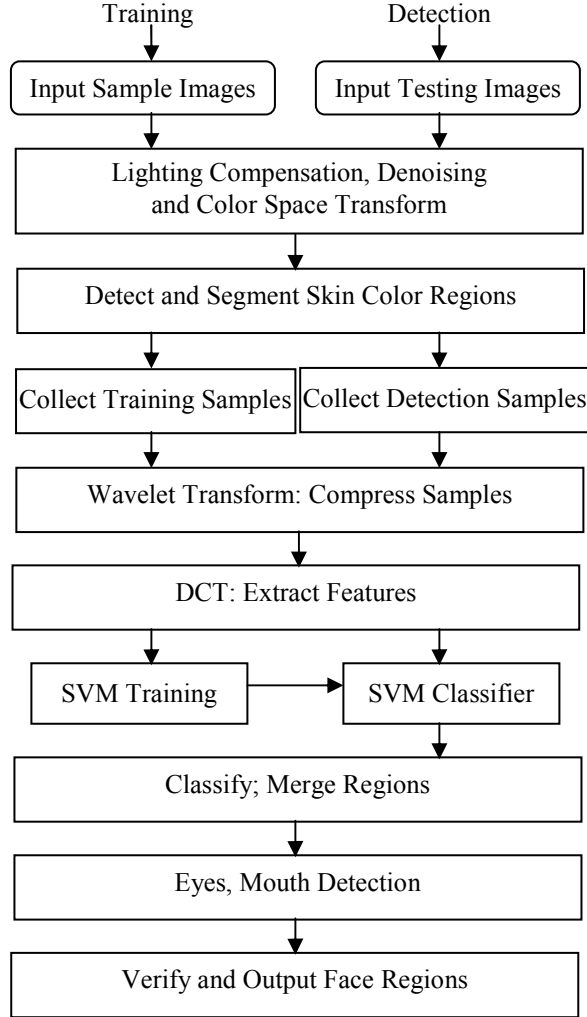 Training
Detection
Input Sample Images
Input Testing Images
Lighting Compensation, Denoising
and Color Space Transform
Detect and Segment Skin Color Regions
Collect Training Samples
Collect Detection Samples
Wavelet Transform: Compress Samples
DCT: Extract Features
SVM Training
SVM Classifier
Classify; Merge Regions
Eyes, Mouth Detection
Verify and Output Face Regions